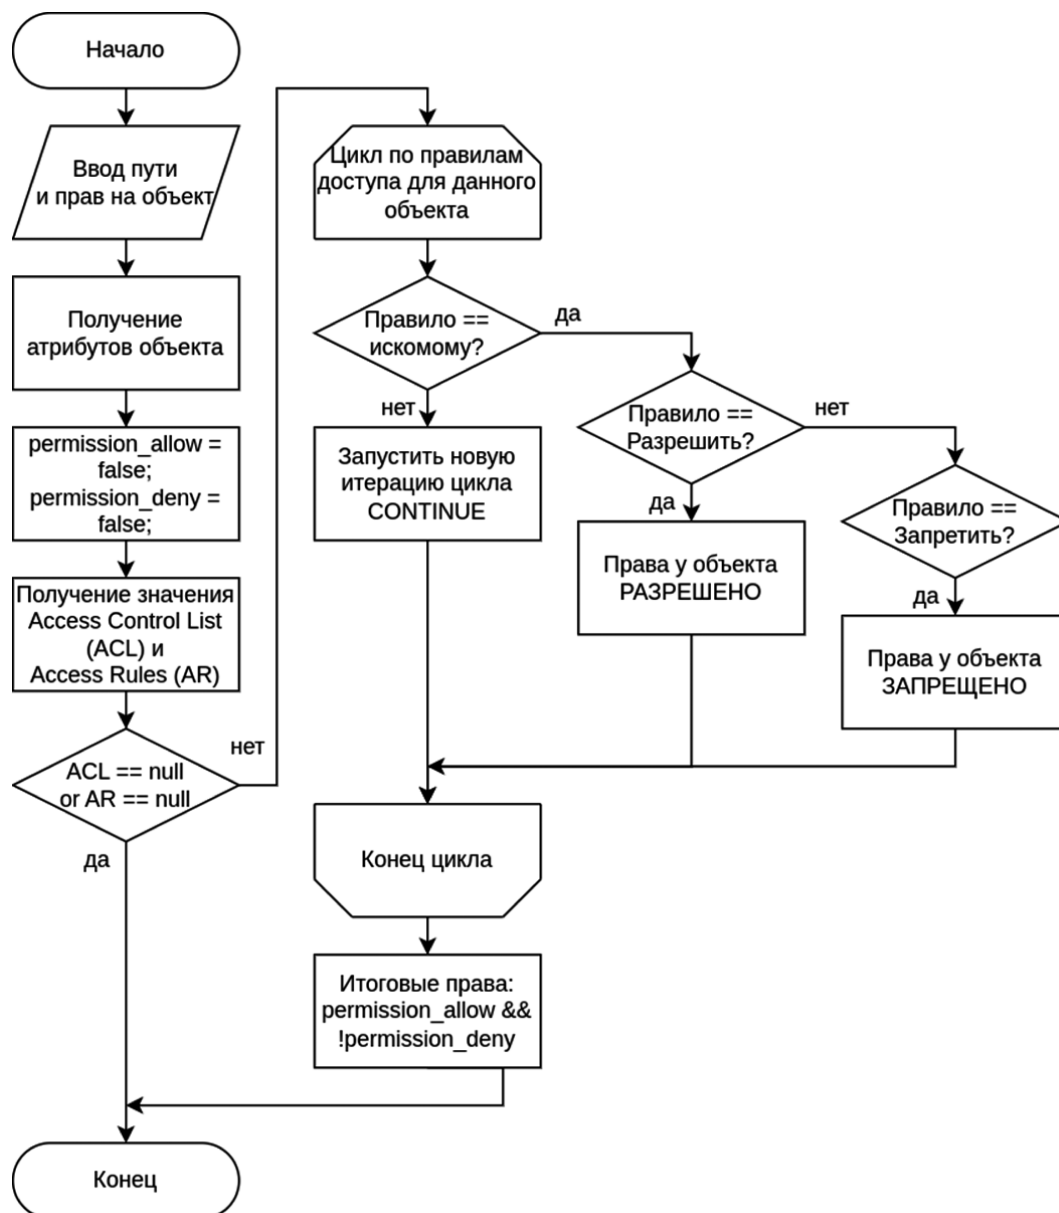 Начало
Ввод пути
и прав на объект
Получение
атрибутов объекта
permission_allow =
false;
permission_deny =
false;
Получение значения
Access Control List
(ACL) и
Access Rules (AR)
ACL == null
or AR == null
нет
да
Цикл по правилам
доступа для данного
объекта
Правило ==
искомому?
да
нет
Запустить новую
итерацию цикла
CONTINUE
Правило ==
Разрешить?
нет
да
Права у объекта
РАЗРЕШЕНО
Правило ==
Запретить?
да
Права у объекта
ЗАПРЕЩЕНО
Конец цикла
Итоговые права:
permission_allow &&
!permission_deny
Конец